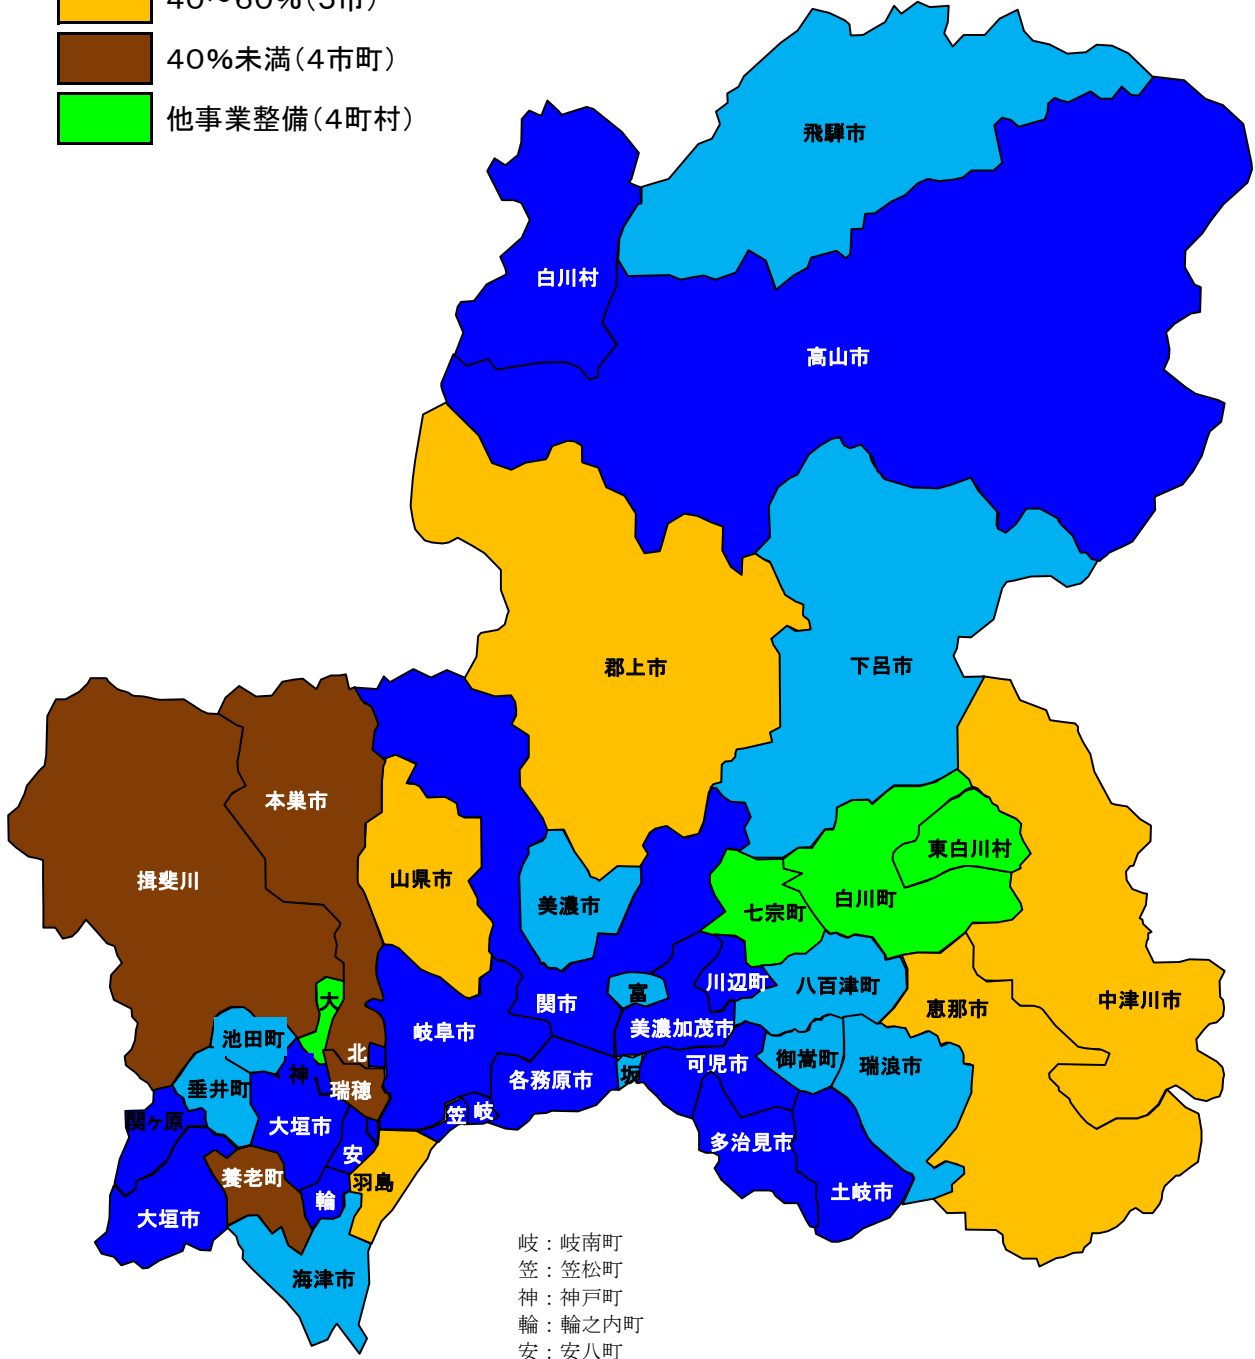 40～60%(5市)
40%未満(4市町)
他事業整備(4町村)
飛騨市
白川村
高山市
郡上市
下呂市
本巣市
東白川村
揖斐川
山県市
美濃市
七宗町
白川町
川辺町
八百津町
大
富
関市
恵那市
中津川市
池田町
岐阜市
美濃加茂市
北
神
可児市
御嵩町
瑞浪市
坂
垂井町
瑞穂
各務原市
関ヶ原
大垣市
笠
岐
安
多治見市
養老町
羽島
土岐市
輪
大垣市
海津市
岐：岐南町
笠：笠松町
神：神戸町
輪：輪之内町
安：安八町